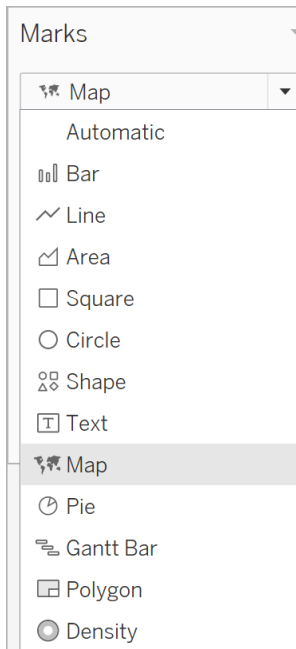 Marks
Map
Automatic
Bar
Line
Area
Square
Circle
Shape
Text
Map
Pie
Gantt Bar
Polygon
Density